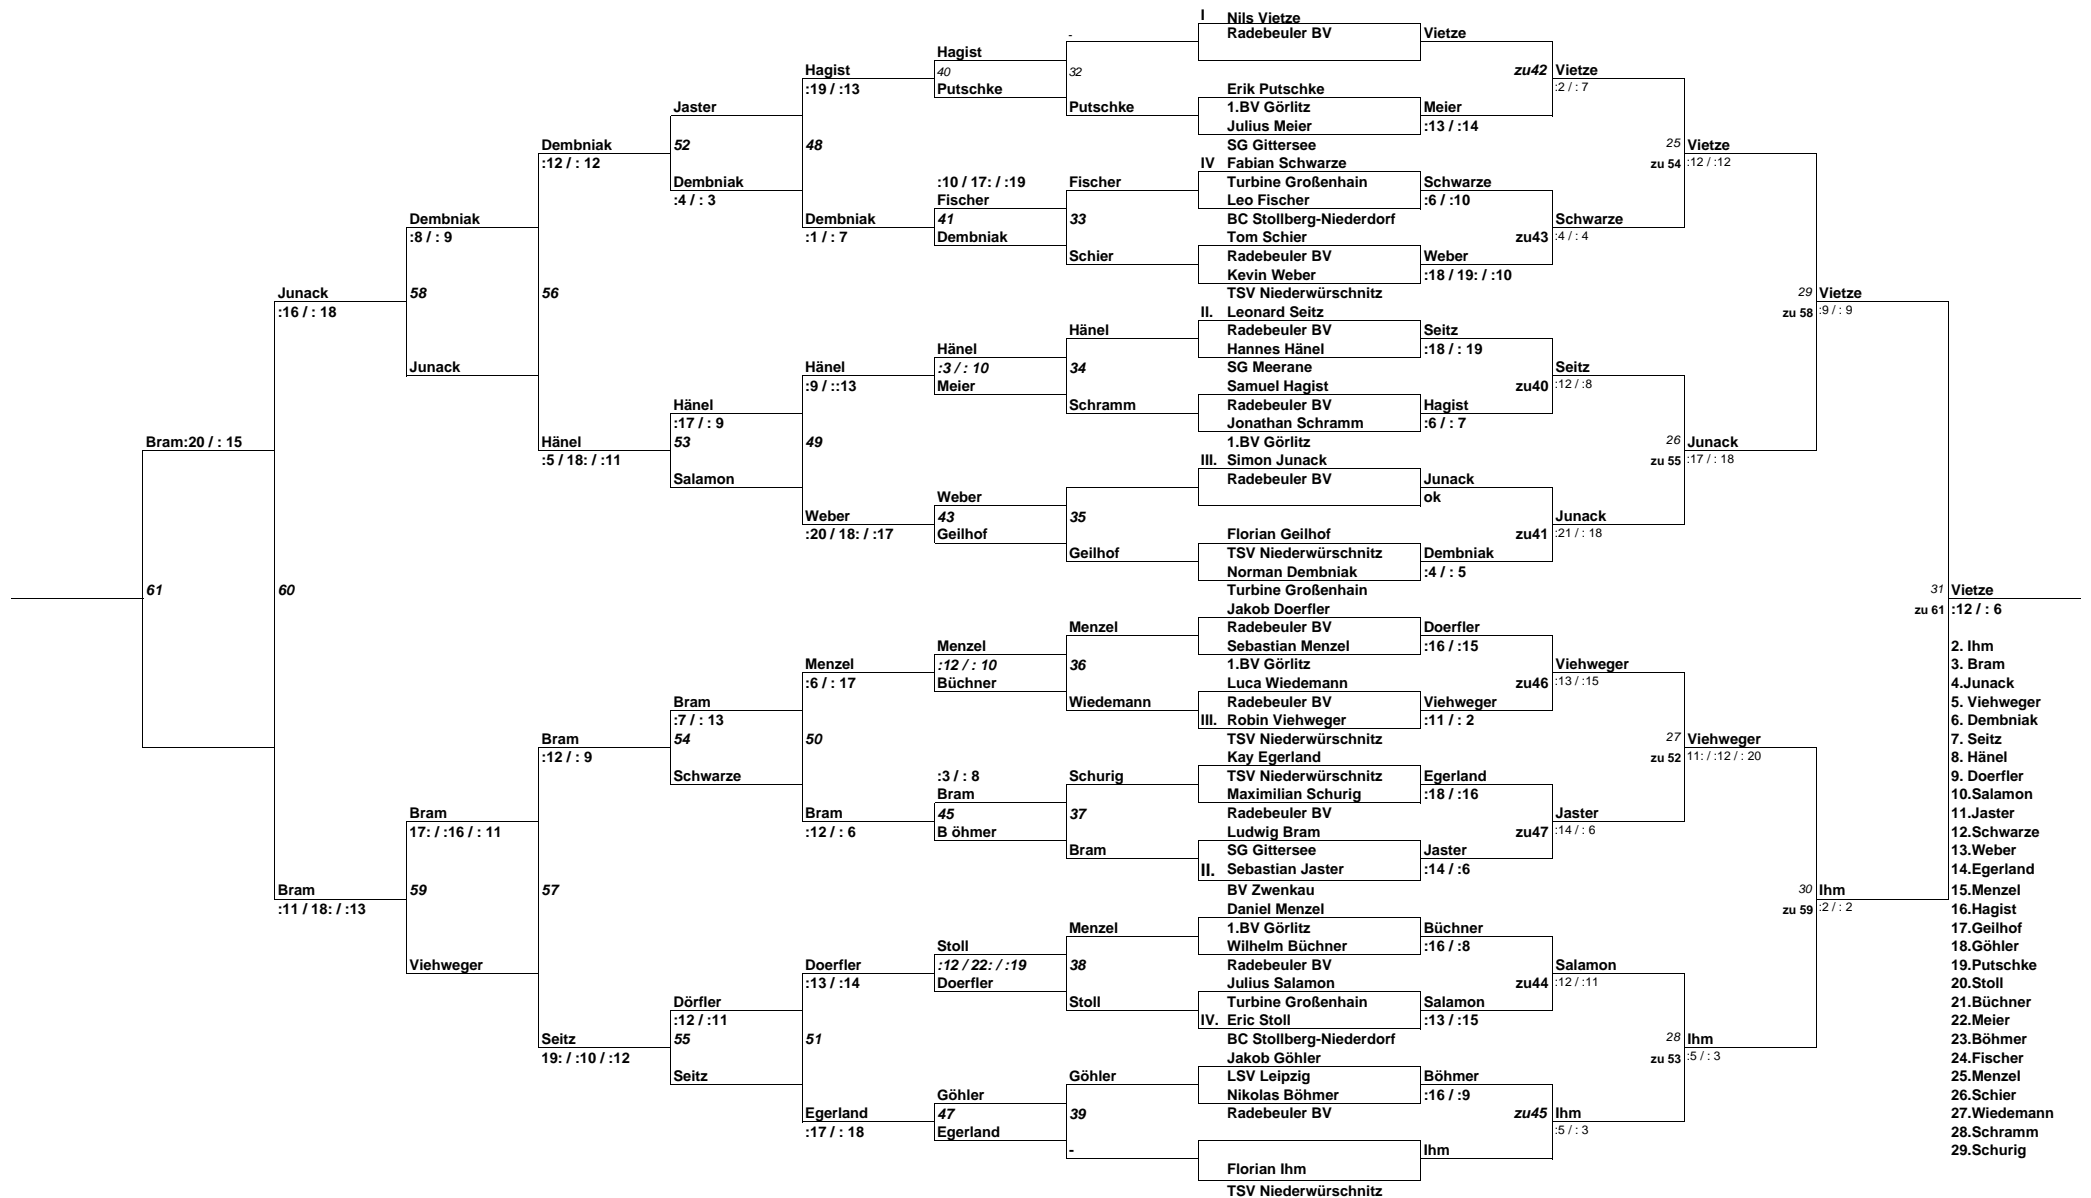 I Nils Vietze
- Radebeuler BV Vietze
Hagist
Hagist 40 32 zu42 Vietze
:19 / :13 Putschke Erik Putschke :2 / : 7
Jaster Putschke 1.BV Görlitz Meier
Julius Meier :13 / :14
Dembniak 52 48 SG Gittersee 25 Vietze
:12 / : 12 IV Fabian Schwarze zu 54 :12 / :12
Dembniak :10 / 17: / :19 Fischer Turbine Großenhain Schwarze
:4 / : 3 Fischer Leo Fischer :6 / :10
Dembniak Dembniak 41 33 BC Stollberg-Niederdorf Schwarze
:8 / : 9 :1 / : 7 Dembniak Tom Schier zu43 :4 / : 4
Schier Radebeuler BV Weber
Kevin Weber :18 / 19: / :10
Junack 58 56 TSV Niederwürschnitz 29 Vietze
:16 / : 18 II. Leonard Seitz zu 58 :9 / : 9
Hänel Radebeuler BV Seitz
Hänel Hannes Hänel :18 / : 19
Junack Hänel :3 / : 10 34 SG Meerane Seitz
:9 / ::13 Meier Samuel Hagist zu40 :12 / :8
Hänel Schramm Radebeuler BV Hagist
:17 / : 9 Jonathan Schramm :6 / : 7
Bram:20 / : 15 Hänel 53 49 1.BV Görlitz 26 Junack
:5 / 18: / :11 III. Simon Junack zu 55 :17 / : 18
Salamon Radebeuler BV Junack
Weber ok
Weber 43 35 Junack
:20 / 18: / :17 Geilhof Florian Geilhof zu41 :21 / : 18
Geilhof TSV Niederwürschnitz Dembniak
Norman Dembniak :4 / : 5
61 60 Turbine Großenhain 31 Vietze
Jakob Doerfler zu 61 :12 / : 6
Menzel Radebeuler BV Doerfler
Menzel Sebastian Menzel :16 / :15 2. Ihm
Menzel :12 / : 10 36 1.BV Görlitz Viehweger 3. Bram
:6 / : 17 Büchner Luca Wiedemann zu46 :13 / :15 4.Junack
Bram Wiedemann Radebeuler BV Viehweger 5. Viehweger
:7 / : 13 III. Robin Viehweger :11 / : 2 6. Dembniak
Bram 54 50 TSV Niederwürschnitz 27 Viehweger 7. Seitz
:12 / : 9 Kay Egerland zu 52 11: / :12 / : 20 8. Hänel
Schwarze :3 / : 8 Schurig TSV Niederwürschnitz Egerland 9. Doerfler
Bram Maximilian Schurig :18 / :16 10.Salamon
Bram Bram 45 37 Radebeuler BV Jaster 11.Jaster
17: / :16 / : 11 :12 / : 6 B öhmer Ludwig Bram zu47 :14 / : 6 12.Schwarze
Bram SG Gittersee Jaster 13.Weber
II. Sebastian Jaster :14 / :6 14.Egerland
Bram 59 57 BV Zwenkau 30 Ihm 15.Menzel
:11 / 18: / :13 Daniel Menzel zu 59 :2 / : 2 16.Hagist
Menzel 1.BV Görlitz Büchner 17.Geilhof
Stoll Wilhelm Büchner :16 / :8 18.Göhler
Viehweger Doerfler :12 / 22: / :19 38 Radebeuler BV Salamon 19.Putschke
:13 / :14 Doerfler Julius Salamon zu44 :12 / :11 20.Stoll
Dörfler Stoll Turbine Großenhain Salamon 21.Büchner
:12 / :11 IV. Eric Stoll :13 / :15 22.Meier
Seitz 55 51 BC Stollberg-Niederdorf 28 Ihm 23.Böhmer
19: / :10 / :12 Jakob Göhler zu 53 :5 / : 3 24.Fischer
Seitz Göhler LSV Leipzig Böhmer 25.Menzel
Göhler Nikolas Böhmer :16 / :9 26.Schier
Egerland 47 39 Radebeuler BV zu45 Ihm 27.Wiedemann
:17 / : 18 Egerland :5 / : 3 28.Schramm
- Ihm 29.Schurig
Florian Ihm
TSV Niederwürschnitz